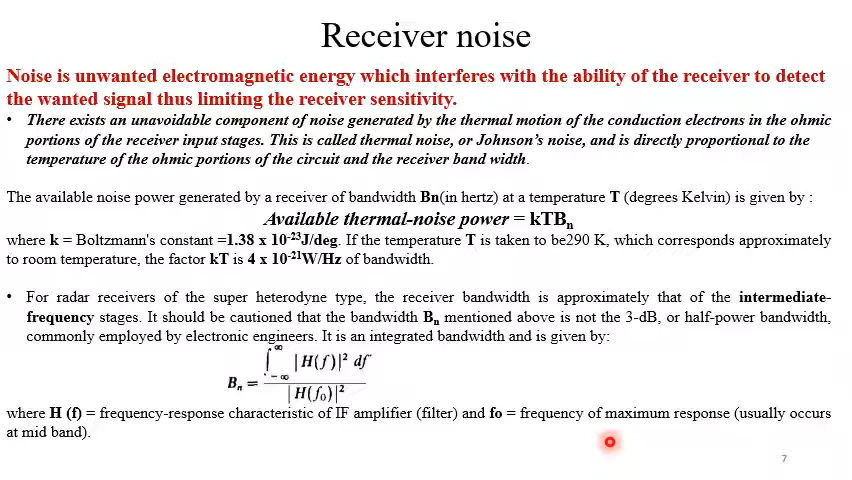 Receiver noise
Noise is unwanted electromagnetic energy which interferes with the ability of the receiver to detect
the wanted signal thus limiting the receiver sensitivity.
• There exists an unavoidable component of noise generated by the thermal motion of the conduction electrons in the ohmic
portions of the receiver input stages. This is called thermal noise, or Johnson's noise, and is directly proportional to the
temperature of the ohmic portions of the circuit and the receiver band width.
The available noise power generated by a receiver of bandwidth Bn(in hertz) at a temperature T (degrees Kelvin) is given by :
Available thermal-noise power = kTBₙ
where k = Boltzmann's constant =1.38 x 10⁻²³J/deg. If the temperature T is taken to be290 K, which corresponds approximately
to room temperature, the factor kT is 4 x 10⁻²¹W/Hz of bandwidth.
• For radar receivers of the super heterodyne type, the receiver bandwidth is approximately that of the intermediate-
frequency stages. It should be cautioned that the bandwidth Bₙ mentioned above is not the 3-dB, or half-power bandwidth,
commonly employed by electronic engineers. It is an integrated bandwidth and is given by:
Bₙ = ∫₋∞^∞ |H(f)|² df / |H(f₀)|²
where H (f) = frequency-response characteristic of IF amplifier (filter) and fo = frequency of maximum response (usually occurs
at mid band).
7